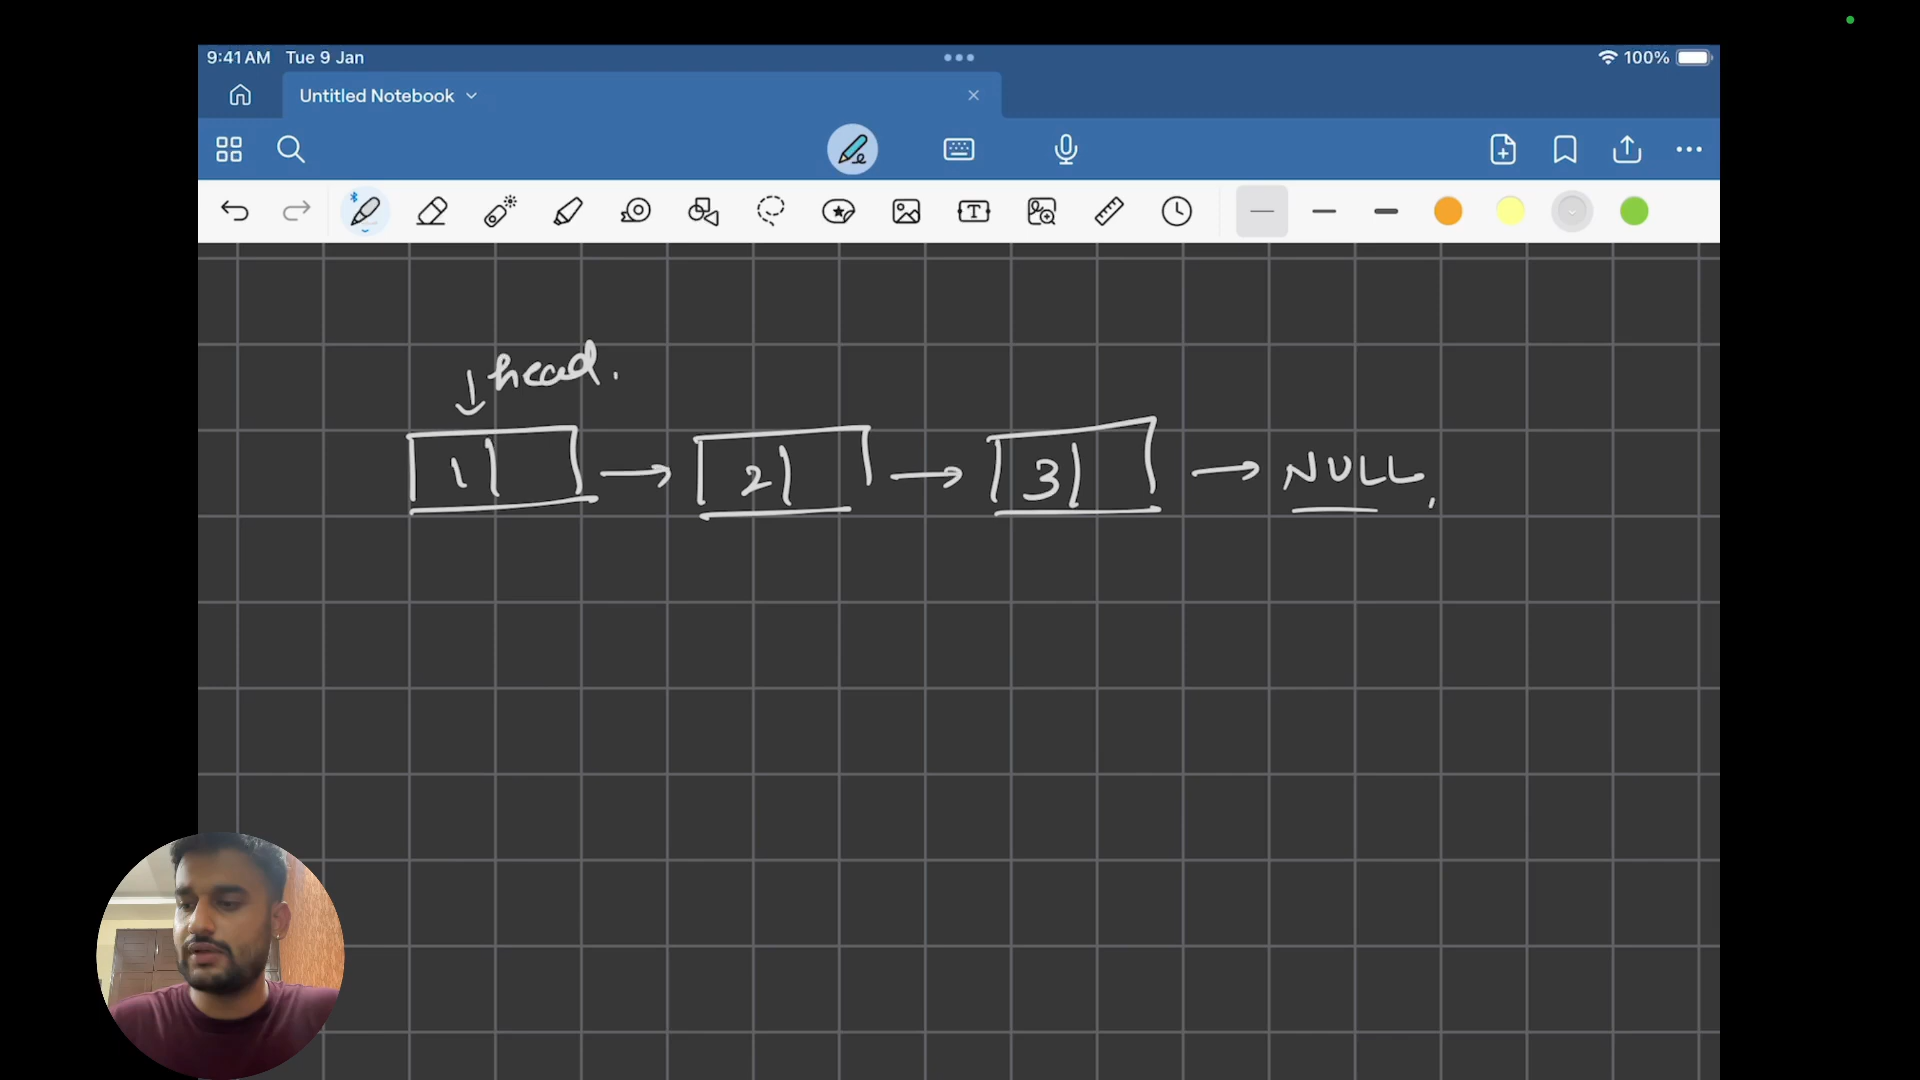 9:41 AM Tue 9 Jan
100%
Untitled Notebook
head.
1 2 3 NULL,